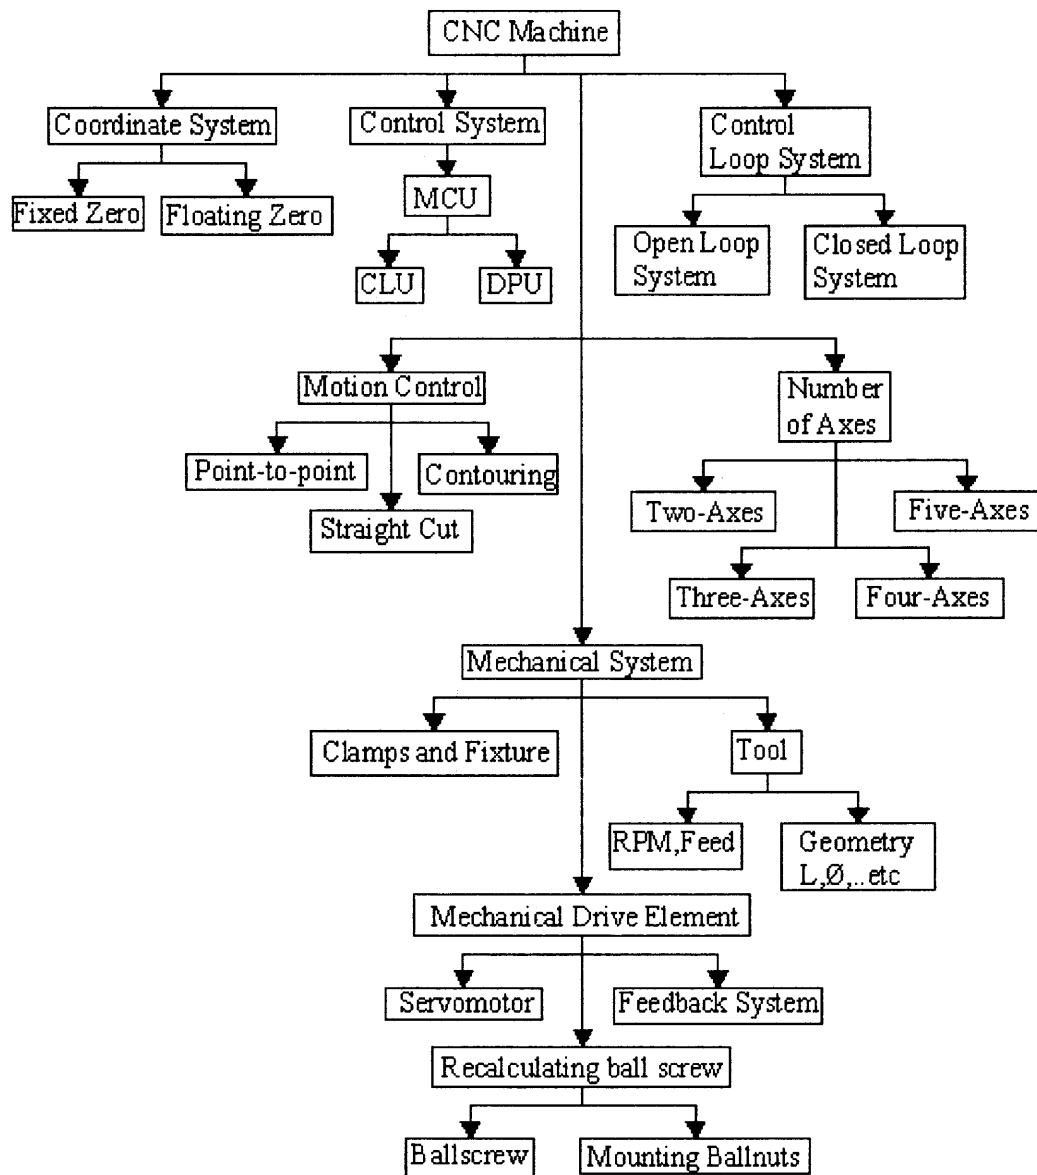 CNC Machine
Coordinate System
Control System
Control
Loop System
Fixed Zero
Floating Zero
MCU
CLU
DPU
Open Loop
System
Closed Loop
System
Motion Control
Number
of Axes
Point-to-point
Contouring
Straight Cut
Two-Axes
Five-Axes
Three-Axes
Four-Axes
Mechanical System
Clamps and Fixture
Tool
RPM,Feed
Geometry
L,Ø,..etc
Mechanical Drive Element
Servomotor
Feedback System
Recalculating ball screw
Ballscrew
Mounting Ballnuts